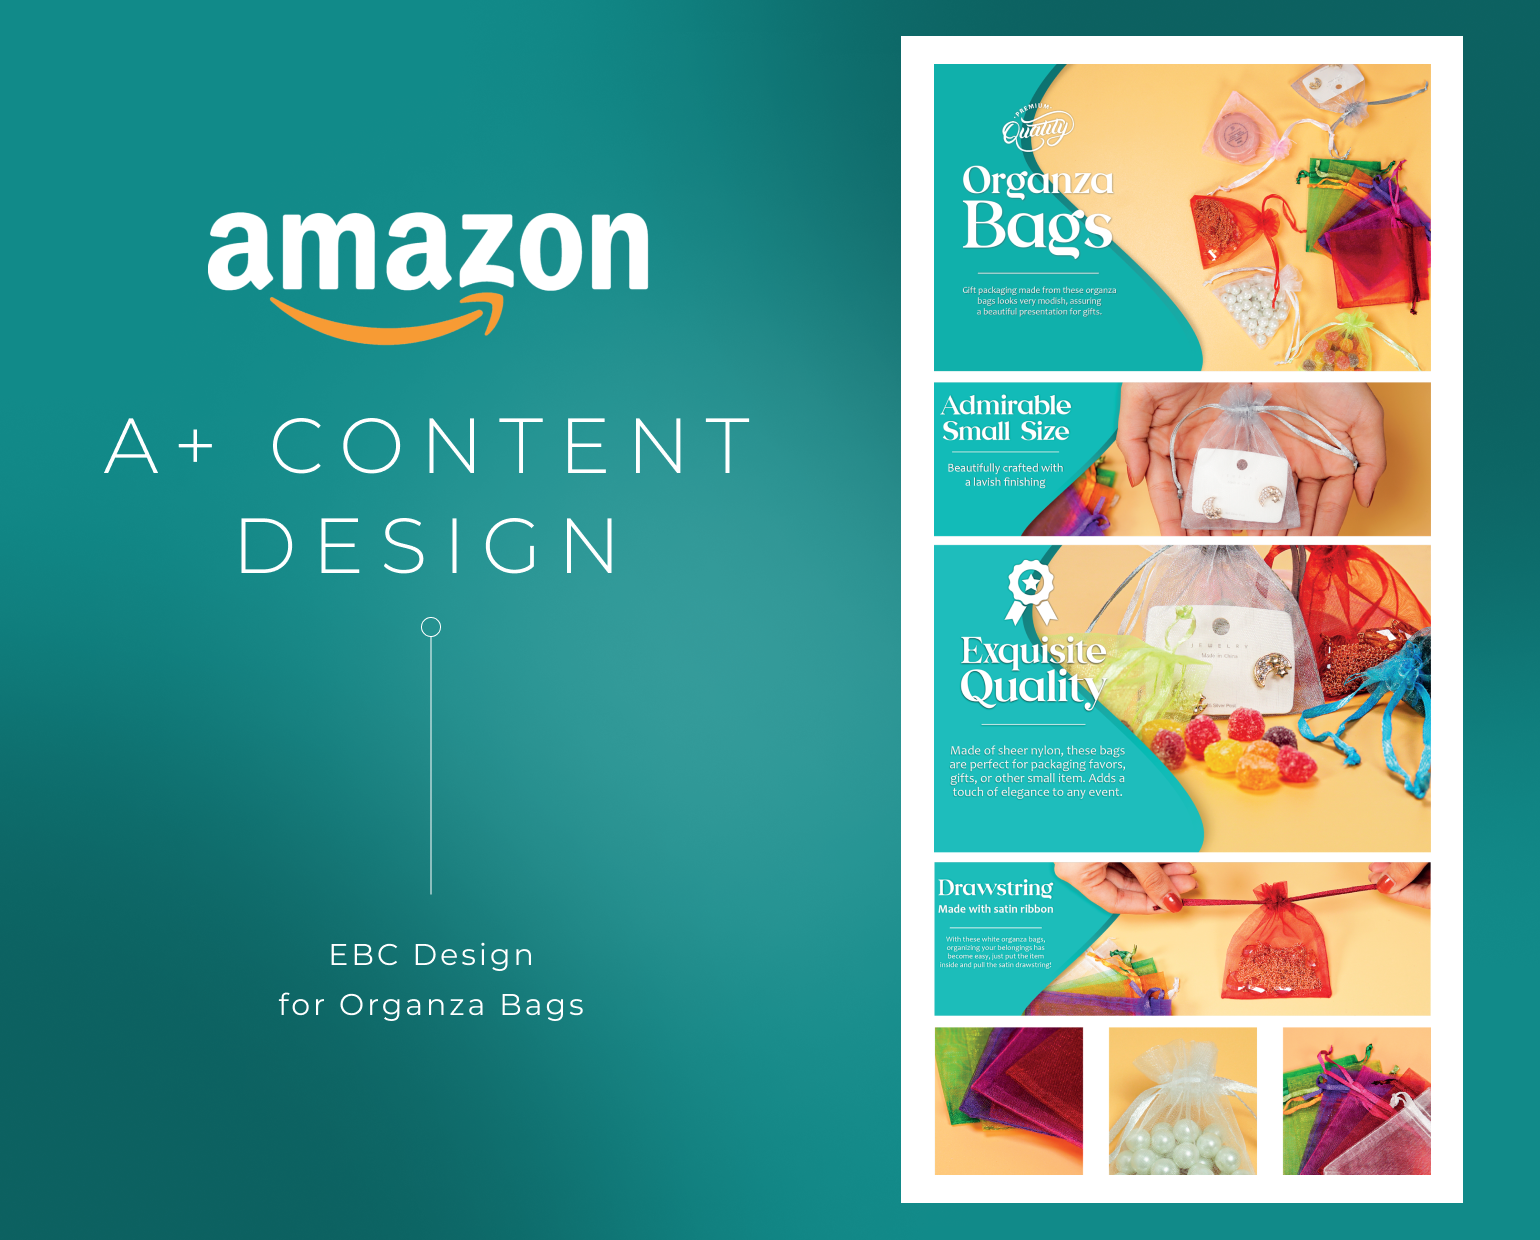 amazon
A+ CONTENT
DESIGN
EBC Design
for Organza Bags
·PREMIUM·
Quality
Organza
Bags
Gift packaging made from these organza
bags looks very modish, assuring
a beautiful presentation for gifts.
Admirable
Small Size
Beautifully crafted with
a lavish finishing
Exquisite
Quality
Made of sheer nylon, these bags
are perfect for packaging favors,
gifts, or other small item. Adds a
touch of elegance to any event.
JEWELRY
Made in China
Drawstring
Made with satin ribbon
With these white organza bags,
organizing your belongings has
become easy, just put the item
inside and pull the satin drawstring!